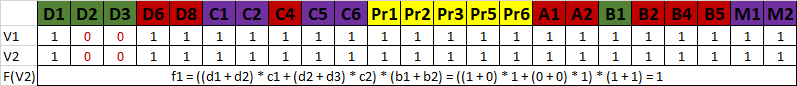 D1 D2 D3 D6 D8 C1 C2 C4 C5 C6 Pr1 Pr2 Pr3 Pr5 Pr6 A1 A2 B1 B2 B4 B5 M1 M2
V1 1 0 0 1 1 1 1 1 1 1 1 1 1 1 1 1 1 1 1 1 1 1 1
V2 1 0 0 1 1 1 1 1 1 1 1 1 1 1 1 1 1 1 1 1 1 1 1
F(V2) f1 = ((d1 + d2) * c1 + (d2 + d3) * c2) * (b1 + b2) = ((1 + 0) * 1 + (0 + 0) * 1) * (1 + 1) = 1